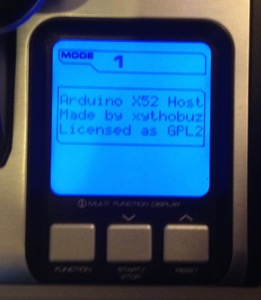 MODE 1
Arduino X52 Host
Made by xythobuz
Licensed as GPL2
MULTI FUNCTION DISPLAY
FUNCTION START/STOP RESET